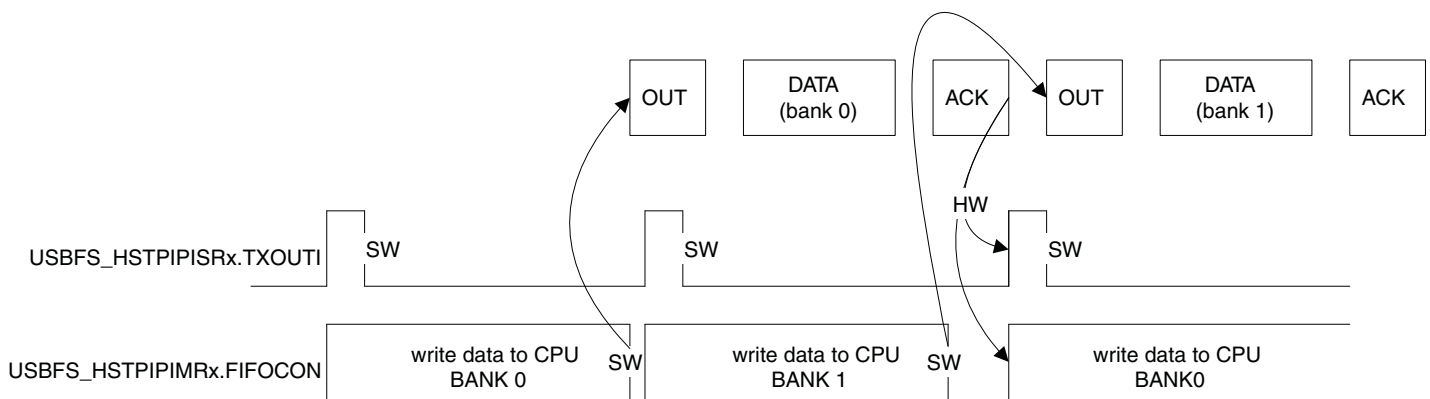 OUT
DATA
(bank 0)
ACK
OUT
DATA
(bank 1)
ACK
HW
USBFS_HSTPIPISRx.TXOUTI
SW
SW
SW
USBFS_HSTPIPIMRx.FIFOCON
write data to CPU
BANK 0
SW
write data to CPU
BANK 1
SW
write data to CPU
BANK0